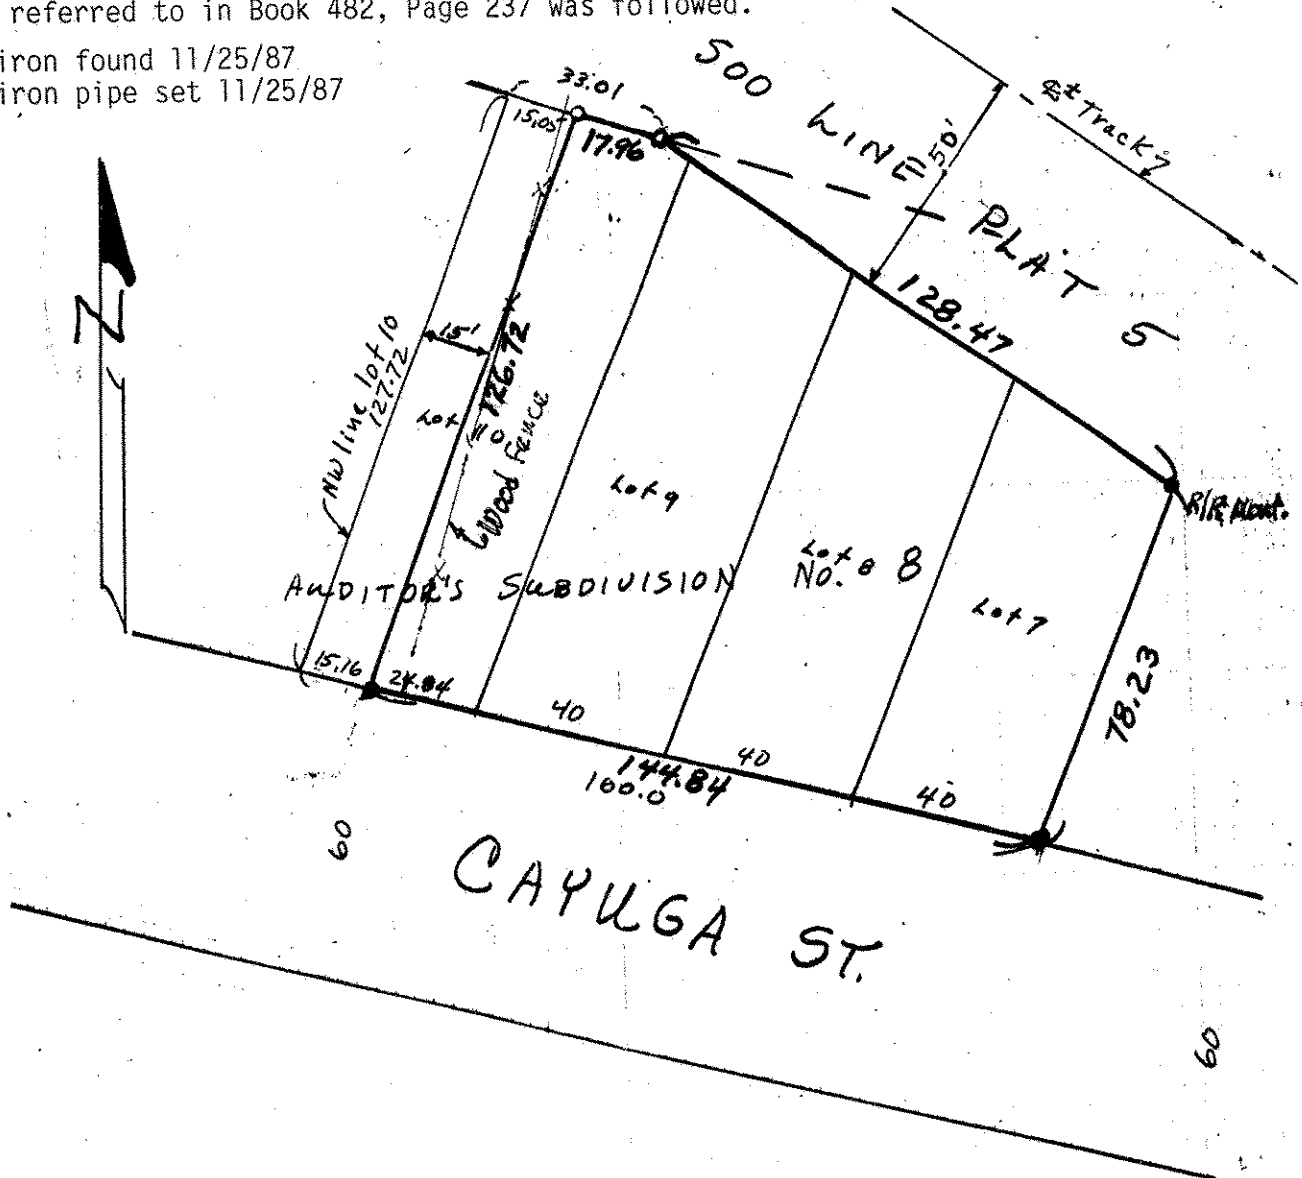 referred to in Book 482, Page 237 was followed.
iron found 11/25/87
iron pipe set 11/25/87
33.01
15.05
17.96
SOO LINE
50'
Track
PLAT 5
128.47
N
NW line lot 10
127.72
15'
126.72
Lot 10
Wood Fence
Lot 9
Lot 8
Lot 7
R/R Mont.
AUDITOR'S SUBDIVISION NO. 8
78.23
15.16
24.84
40
40
40
144.84
160.0
60
CAYUGA ST.
60